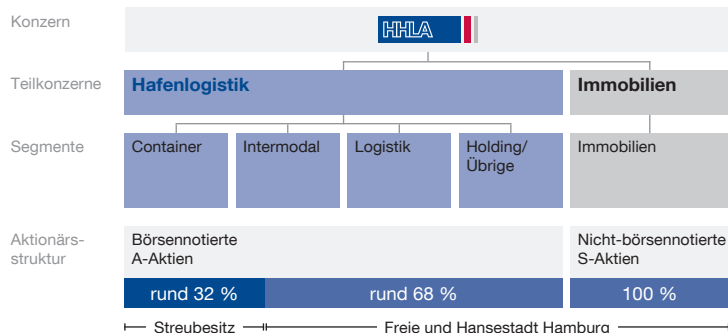 Konzern
HHLA
Teilkonzerne
Hafenlogistik
Immobilien
Segmente
Container
Intermodal
Logistik
Holding/
Übrige
Immobilien
Aktionärs-
struktur
Börsennotierte
A-Aktien
Nicht-börsennotierte
S-Aktien
rund 32 %
rund 68 %
100 %
Streubesitz
Freie und Hansestadt Hamburg